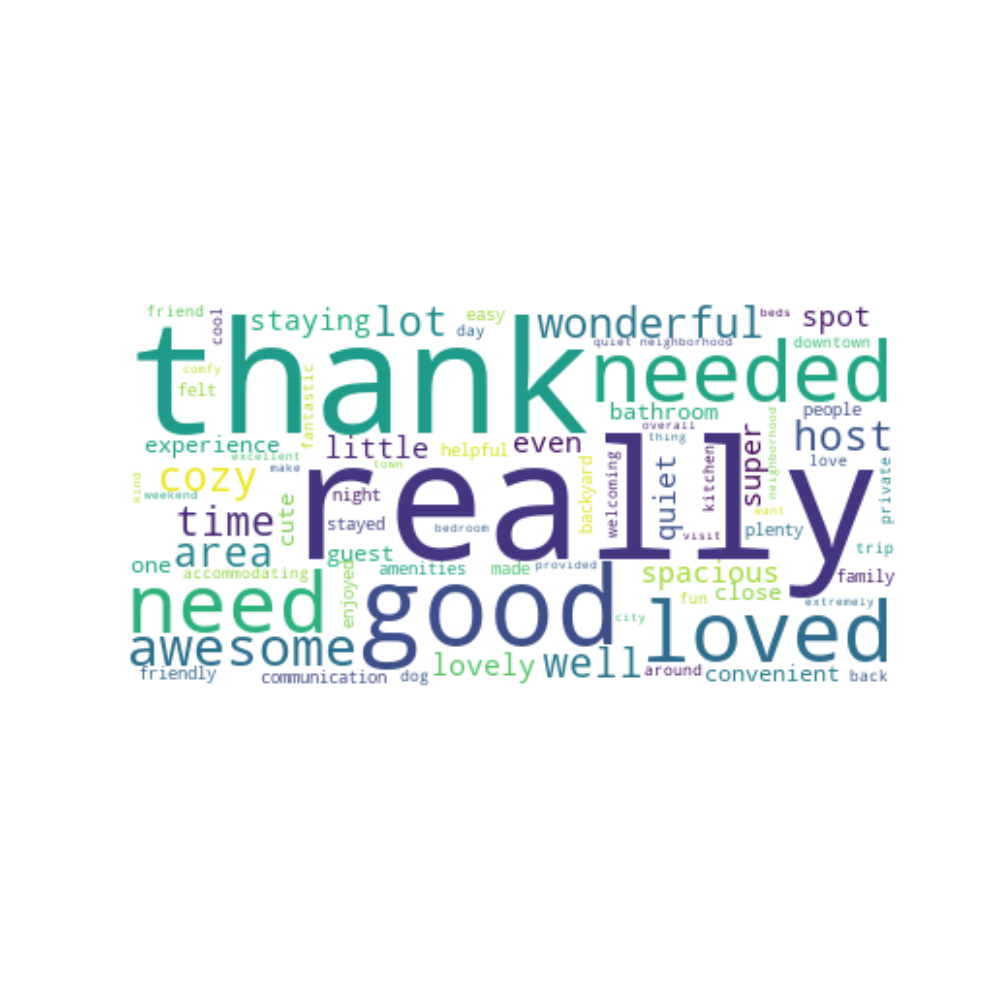 friend
cool
staying
lot
easy
day
wonderful
beds
spot
thank
quiet neighborhood
downtown
needed
comfy
felt
fantastic
bathroom
people
experience
excellent
little
helpful
even
overall
thing
super
neighborhood
host
love
private
kind
weekend
cozy
make
town
night
really
backyard
welcoming
quiet
kitchen
want
visit
plenty
time
cute
stayed
bedroom
area
guest
trip
one
accommodating
amenities
made
provided
spacious
family
need
enjoyed
good
city
fun
close
loved
extremely
awesome
friendly
communication
dog
lovely
well
around
convenient
back